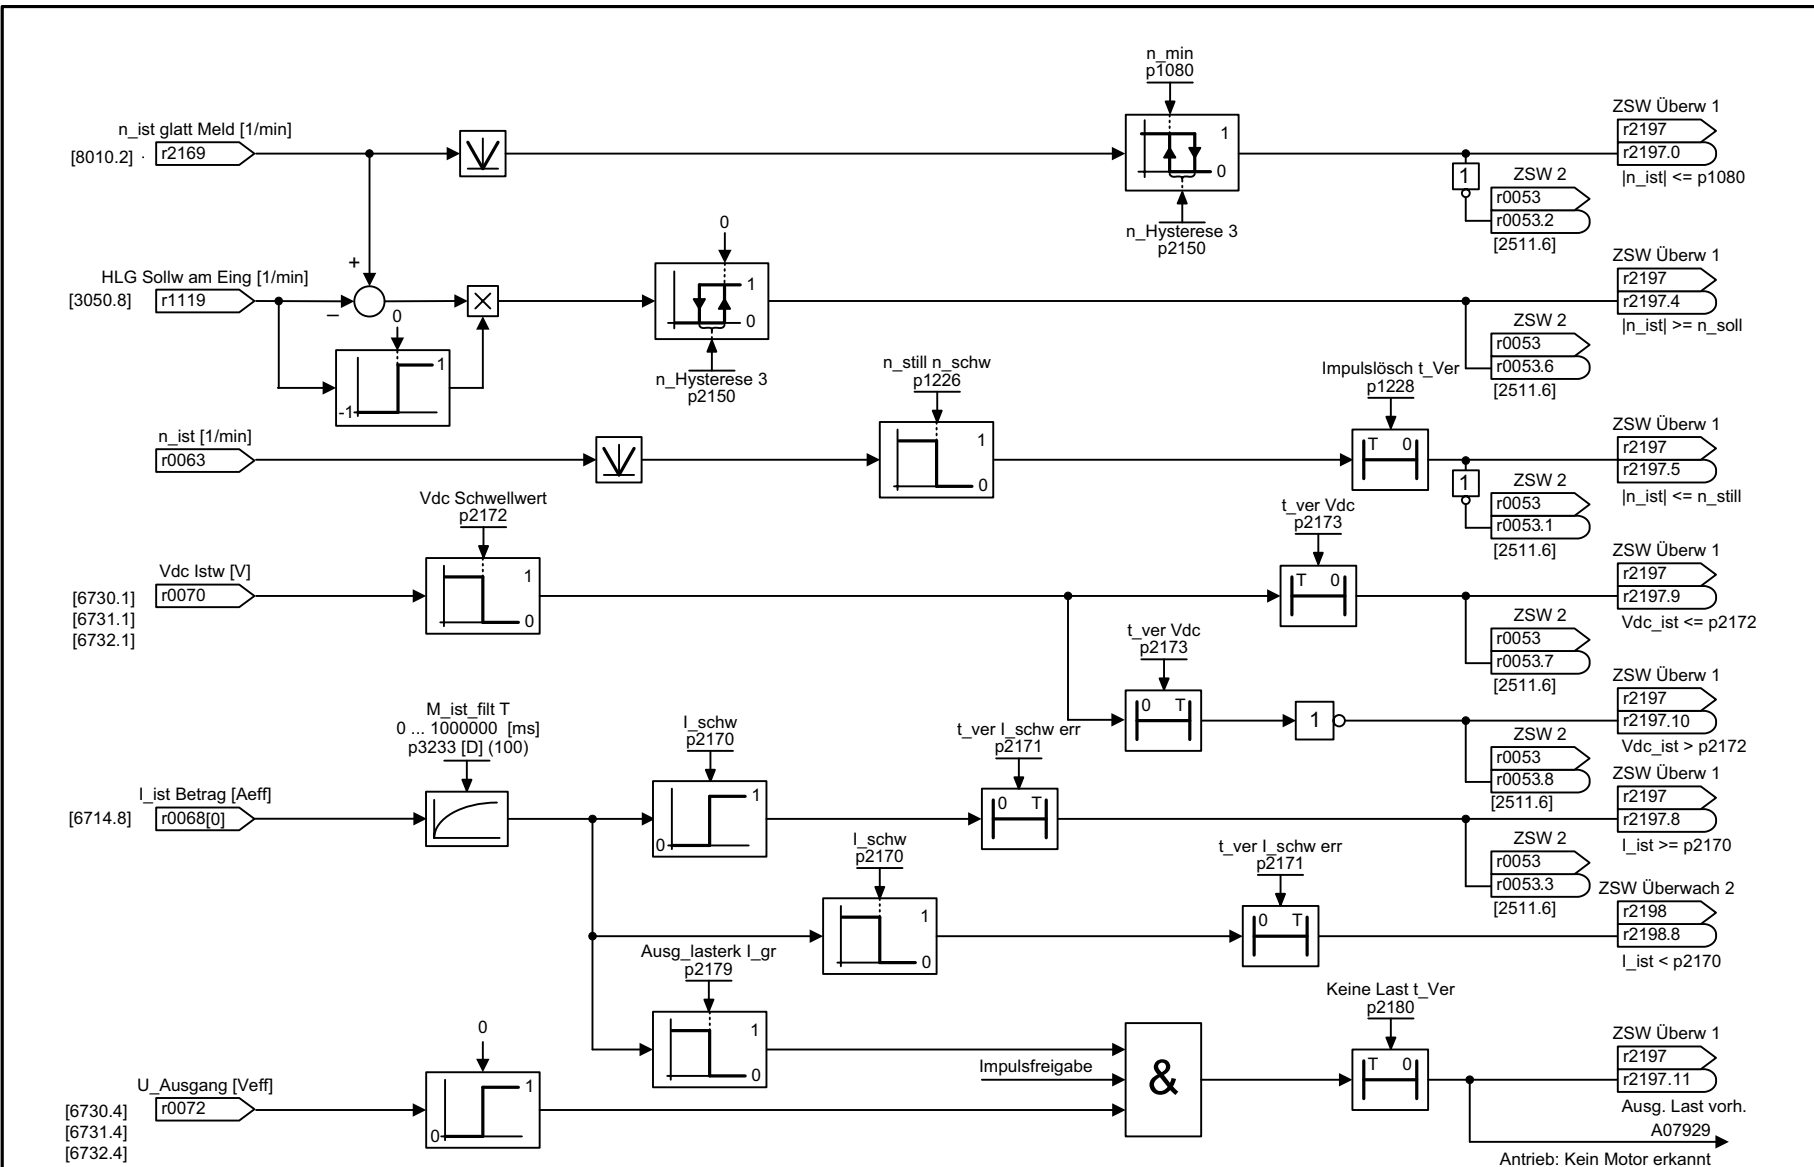 n_min
p1080
ZSW Überw 1
n_ist glatt Meld [1/min]
r2197
[8010.2] · r2169
1
0
r2197.0
|n_ist| <= p1080
1
ZSW 2
r0053
r0053.2
[2511.6]
n_Hysterese 3
p2150
0
ZSW Überw 1
+
HLG Sollw am Eing [1/min]
r2197
[3050.8] r1119
–
1
0
r2197.4
|n_ist| >= n_soll
0
1
-1
n_Hysterese 3
p2150
ZSW 2
r0053
r0053.6
[2511.6]
n_still n_schw
p1226
Impulslösch t_Ver
p1228
ZSW Überw 1
n_ist [1/min]
r0063
1
0
T 0
r2197
r2197.5
|n_ist| <= n_still
1
ZSW 2
r0053
r0053.1
[2511.6]
Vdc Schwellwert
p2172
t_ver Vdc
p2173
ZSW Überw 1
Vdc Istw [V]
r0070
[6730.1]
[6731.1]
[6732.1]
1
0
T 0
r2197
r2197.9
Vdc_ist <= p2172
ZSW 2
r0053
r0053.7
[2511.6]
t_ver Vdc
p2173
0 T
1
ZSW Überw 1
r2197
r2197.10
Vdc_ist > p2172
ZSW 2
r0053
r0053.8
[2511.6]
M_ist_filt T
0 ... 1000000 [ms]
p3233 [D] (100)
I_schw
p2170
t_ver I_schw err
p2171
ZSW Überw 1
I_ist Betrag [Aeff]
[6714.8] r0068[0]
1
0
0 T
r2197
r2197.8
I_ist >= p2170
ZSW 2
r0053
r0053.3
[2511.6]
I_schw
p2170
t_ver I_schw err
p2171
ZSW Überwach 2
1
0
0 T
r2198
r2198.8
I_ist < p2170
Ausg_lasterk I_gr
p2179
1
0
Keine Last t_Ver
p2180
ZSW Überw 1
0
Impulsfreigabe
&
T 0
r2197
r2197.11
Ausg. Last vorh.
U_Ausgang [Veff]
r0072
[6730.4]
[6731.4]
[6732.4]
1
0
A07929
Antrieb: Kein Motor erkannt